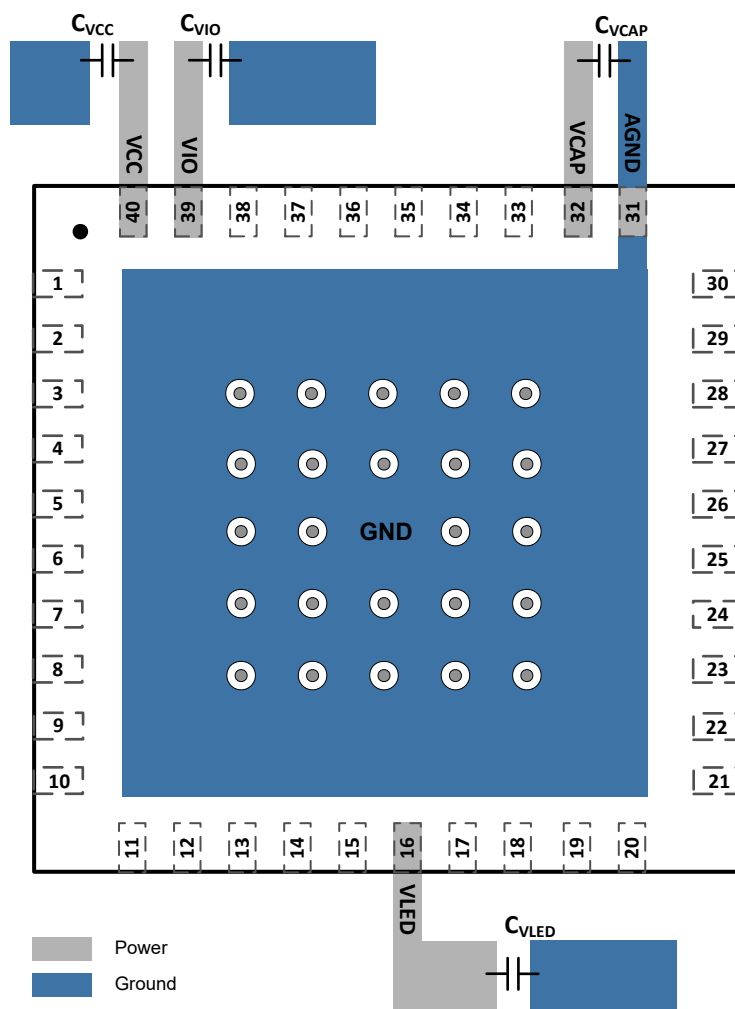 CVCC CVIO CVCAP
VCC VIO VCAP AGND
40 39 38 37 36 35 34 33 32 31
1 30
2 29
3 28
4 27
5 26
GND
6 25
7 24
8 23
9 22
10 21
11 12 13 14 15 16 17 18 19 20
VLED
CVLED
Power
Ground